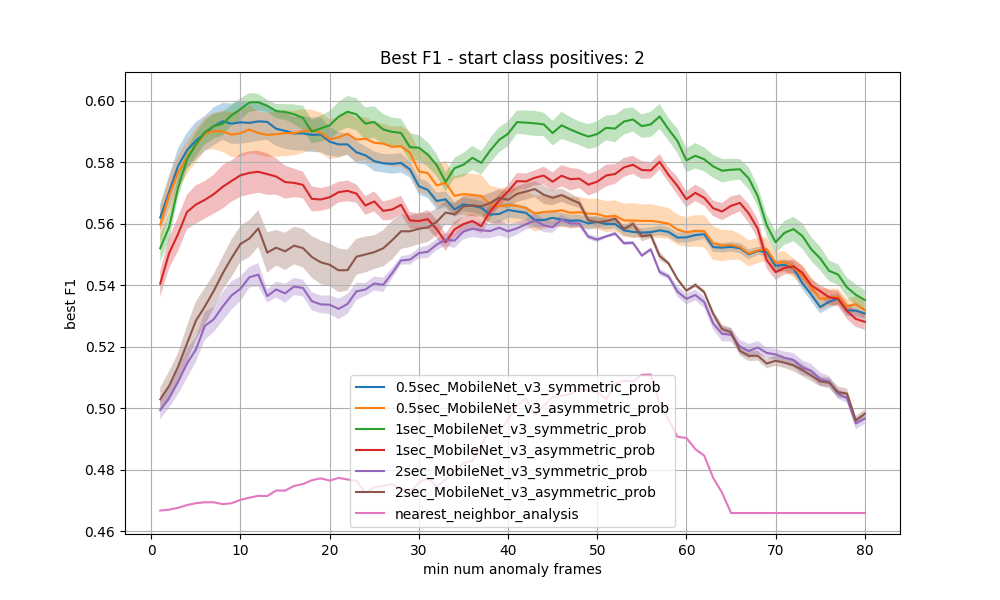 Best F1 - start class positives: 2
best F1
0.60
0.58
0.56
0.54
0.52
0.50
0.48
0.46
0.5sec_MobileNet_v3_symmetric_prob
0.5sec_MobileNet_v3_asymmetric_prob
1sec_MobileNet_v3_symmetric_prob
1sec_MobileNet_v3_asymmetric_prob
2sec_MobileNet_v3_symmetric_prob
2sec_MobileNet_v3_asymmetric_prob
nearest_neighbor_analysis
0 10 20 30 40 50 60 70 80
min num anomaly frames